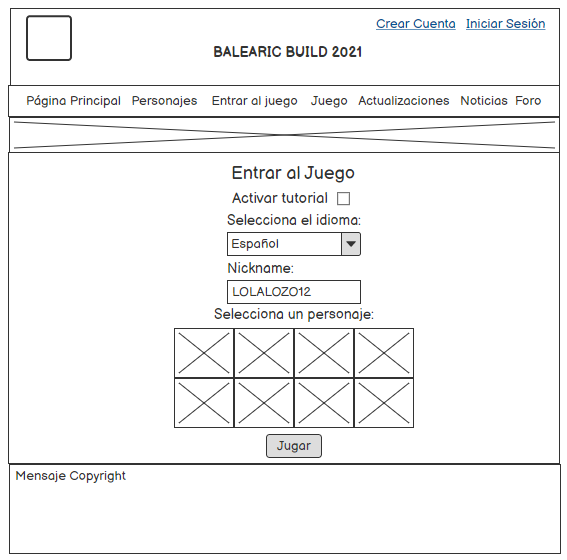 Crear Cuenta Iniciar Sesión
BALEARIC BUILD 2021
Página Principal Personajes Entrar al juego Juego Actualizaciones Noticias Foro
Entrar al Juego
Activar tutorial
Selecciona el idioma:
Español
Nickname:
LOLALOZO12
Selecciona un personaje:
Jugar
Mensaje Copyright